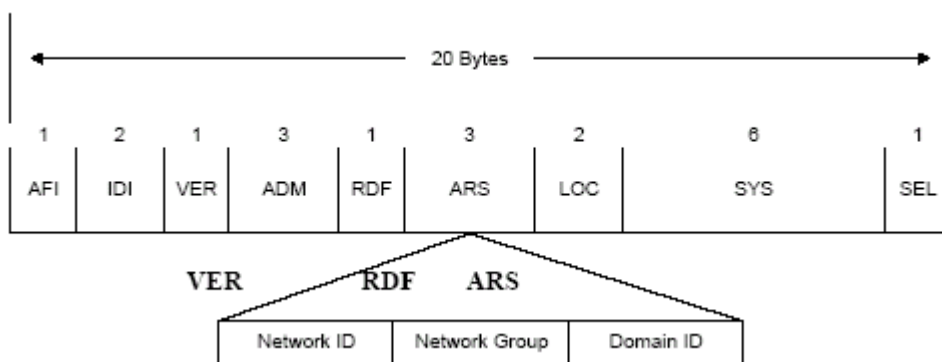 20 Bytes
1 2 1 3 1 3 2 6 1
AFI IDI VER ADM RDF ARS LOC SYS SEL
VER RDF ARS
Network ID Network Group Domain ID